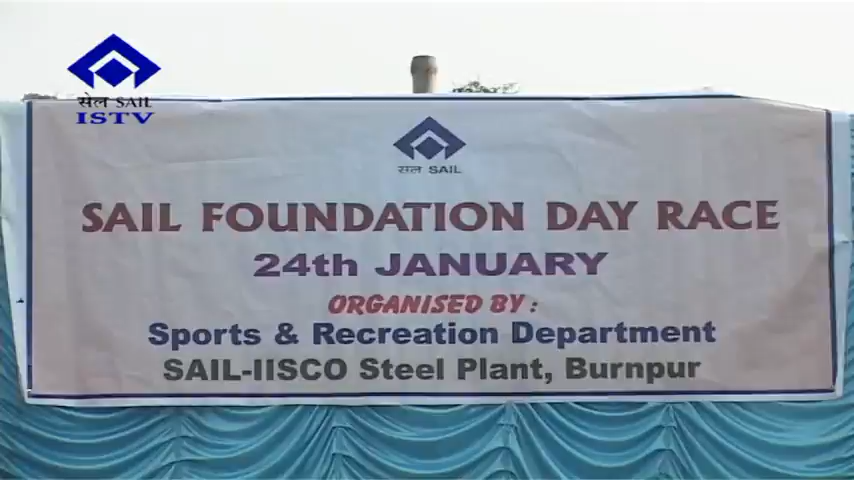 सेल SAIL
ISTV
सेल SAIL
SAIL FOUNDATION DAY RACE
24th JANUARY
ORGANISED BY :
Sports & Recreation Department
SAIL-IISCO Steel Plant, Burnpur